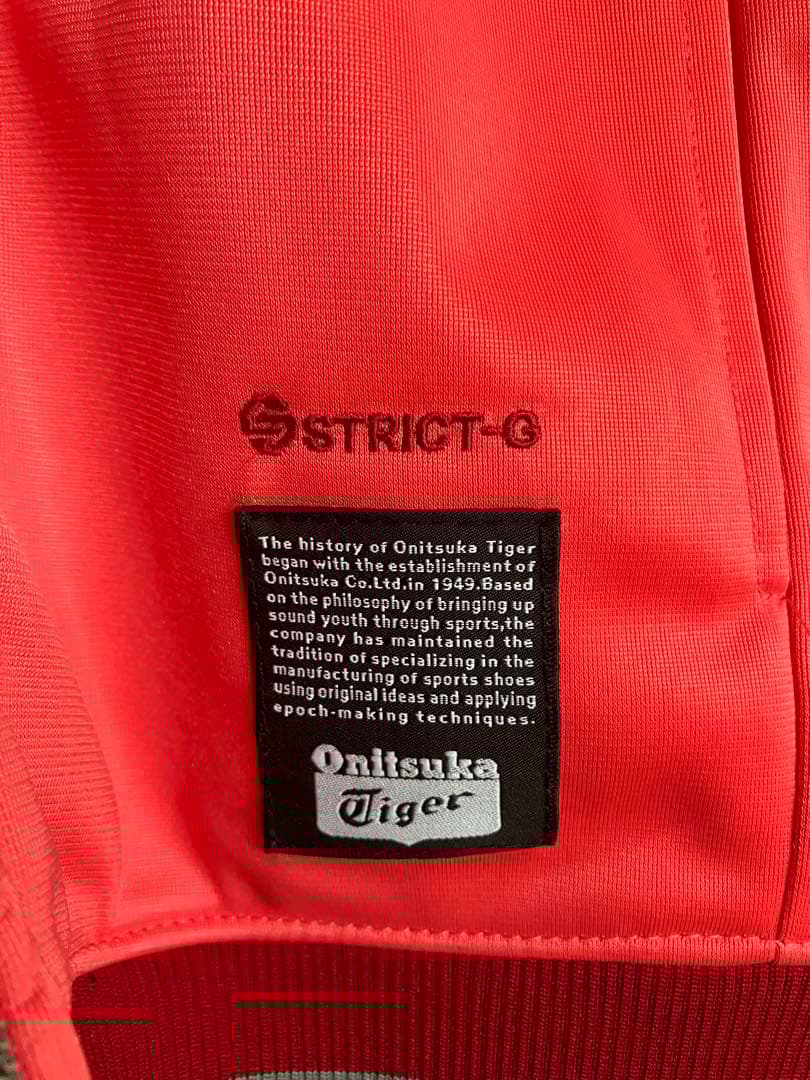 STRICT-G
The history of Onitsuka Tiger
began with the establishment of
Onitsuka Co.Ltd.in 1949.Based
on the philosophy of bringing up
sound youth through sports,the
company has maintained the
tradition of specializing in the
manufacturing of sports shoes
using original ideas and applying
epoch-making techniques.
Onitsuka
Tiger